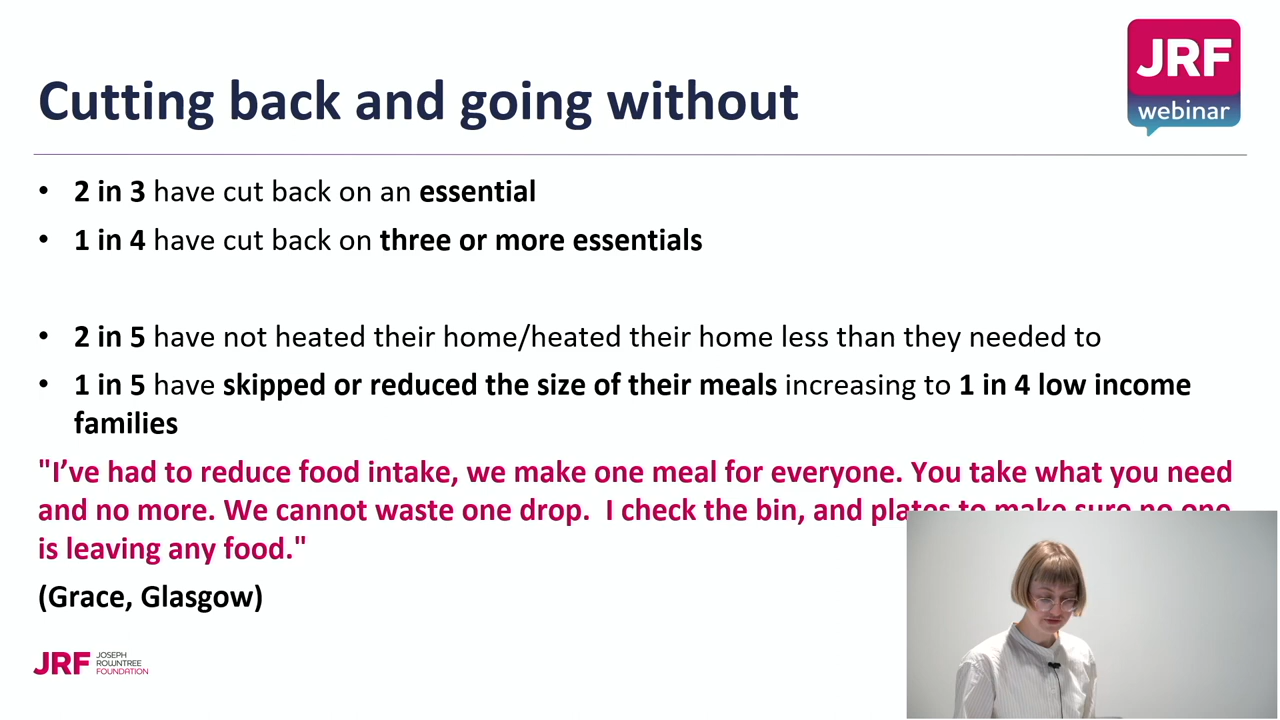 JRF
webinar
Cutting back and going without
• 2 in 3 have cut back on an essential
• 1 in 4 have cut back on three or more essentials
• 2 in 5 have not heated their home/heated their home less than they needed to
• 1 in 5 have skipped or reduced the size of their meals increasing to 1 in 4 low income
families
"I’ve had to reduce food intake, we make one meal for everyone. You take what you need
and no more. We cannot waste one drop.  I check the bin, and plates to make sure no one
is leaving any food."
(Grace, Glasgow)
JRF JOSEPH
ROWNTREE
FOUNDATION